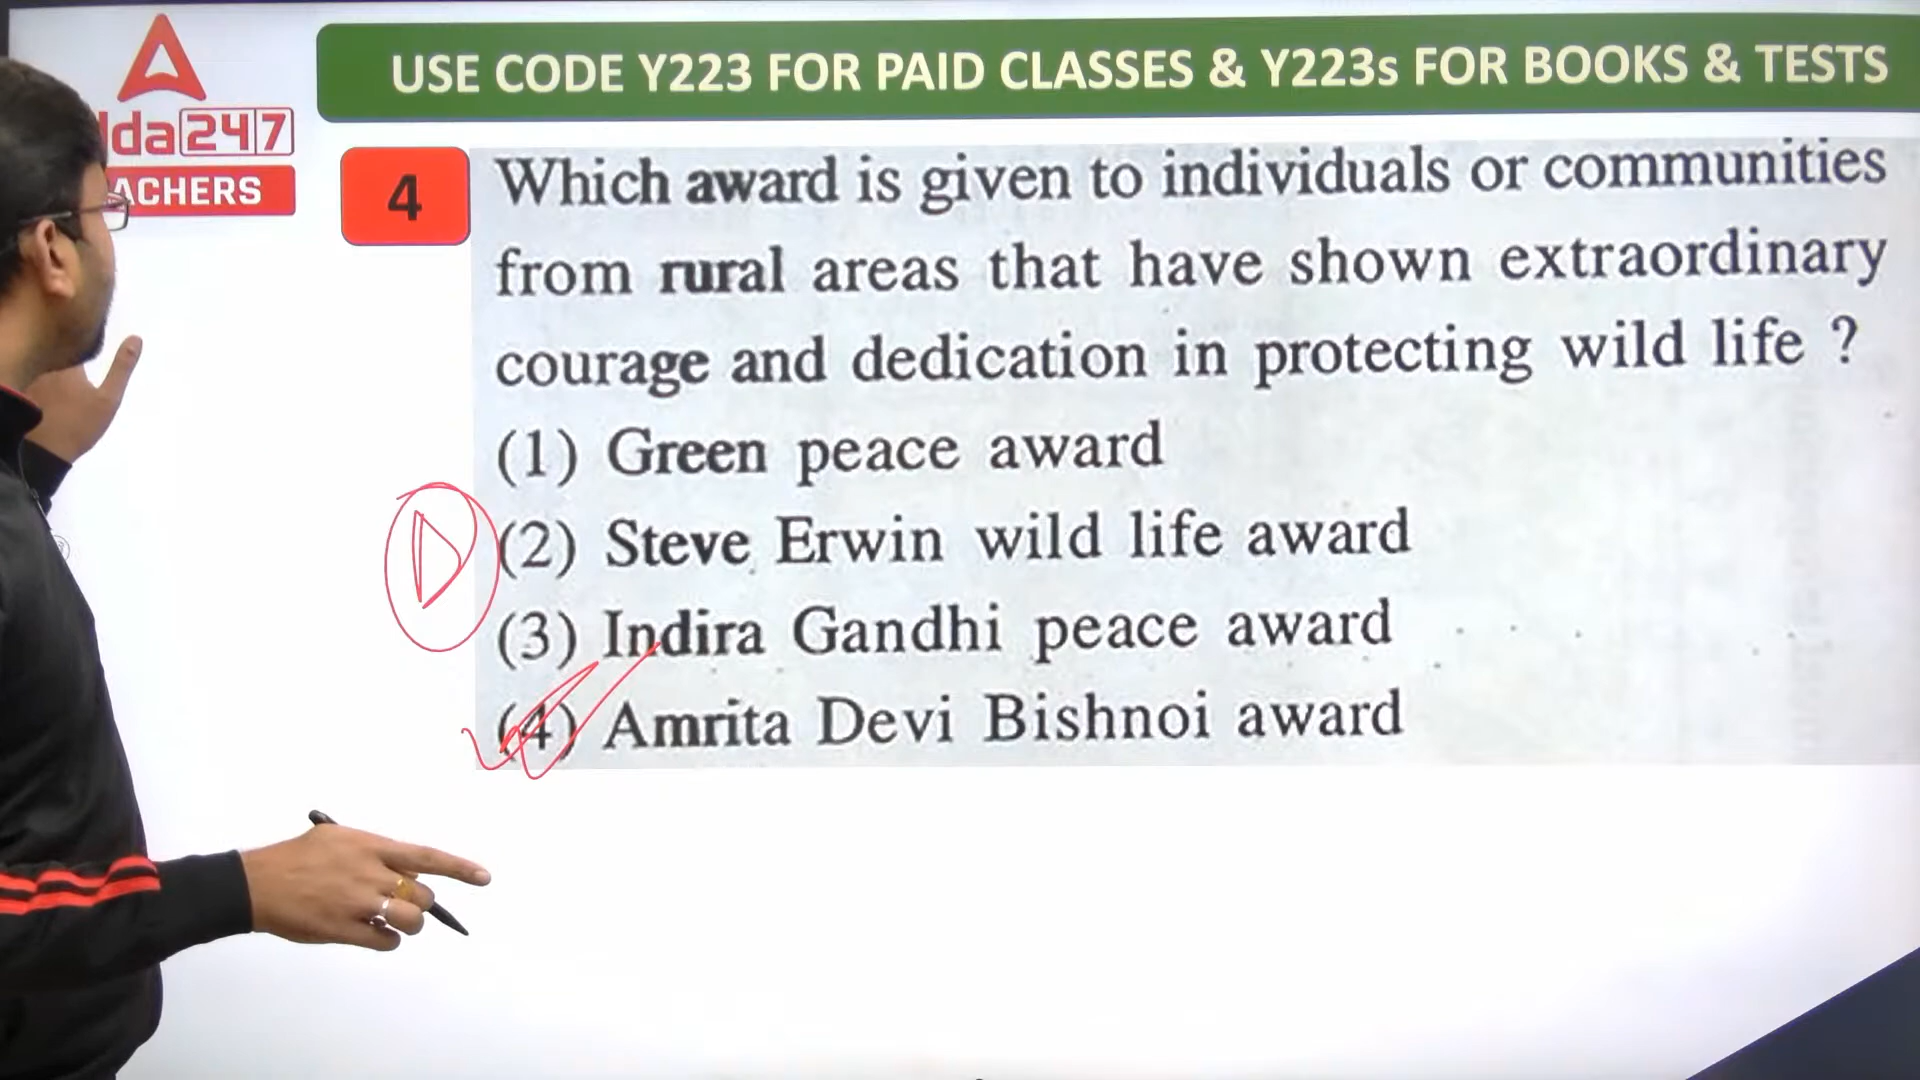 USE CODE Y223 FOR PAID CLASSES & Y223s FOR BOOKS & TESTS
dda247
ACHERS
4
Which award is given to individuals or communities
from rural areas that have shown extraordinary
courage and dedication in protecting wild life ?
(1) Green peace award
D
(2) Steve Erwin wild life award
(3) Indira Gandhi peace award
(4) Amrita Devi Bishnoi award